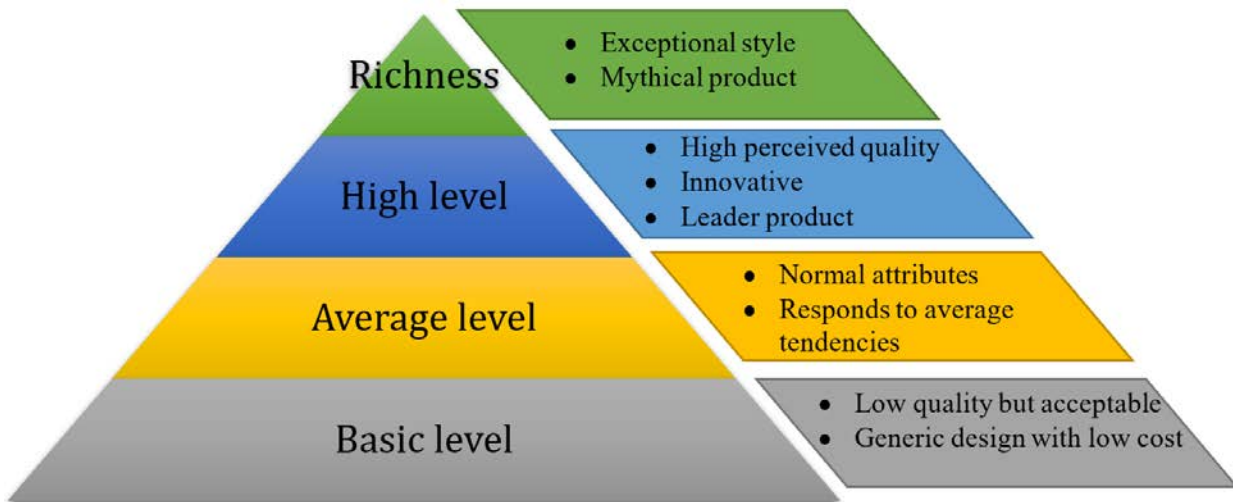 Richness
• Exceptional style
• Mythical product
High level
• High perceived quality
• Innovative
• Leader product
Average level
• Normal attributes
• Responds to average
tendencies
Basic level
• Low quality but acceptable
• Generic design with low cost